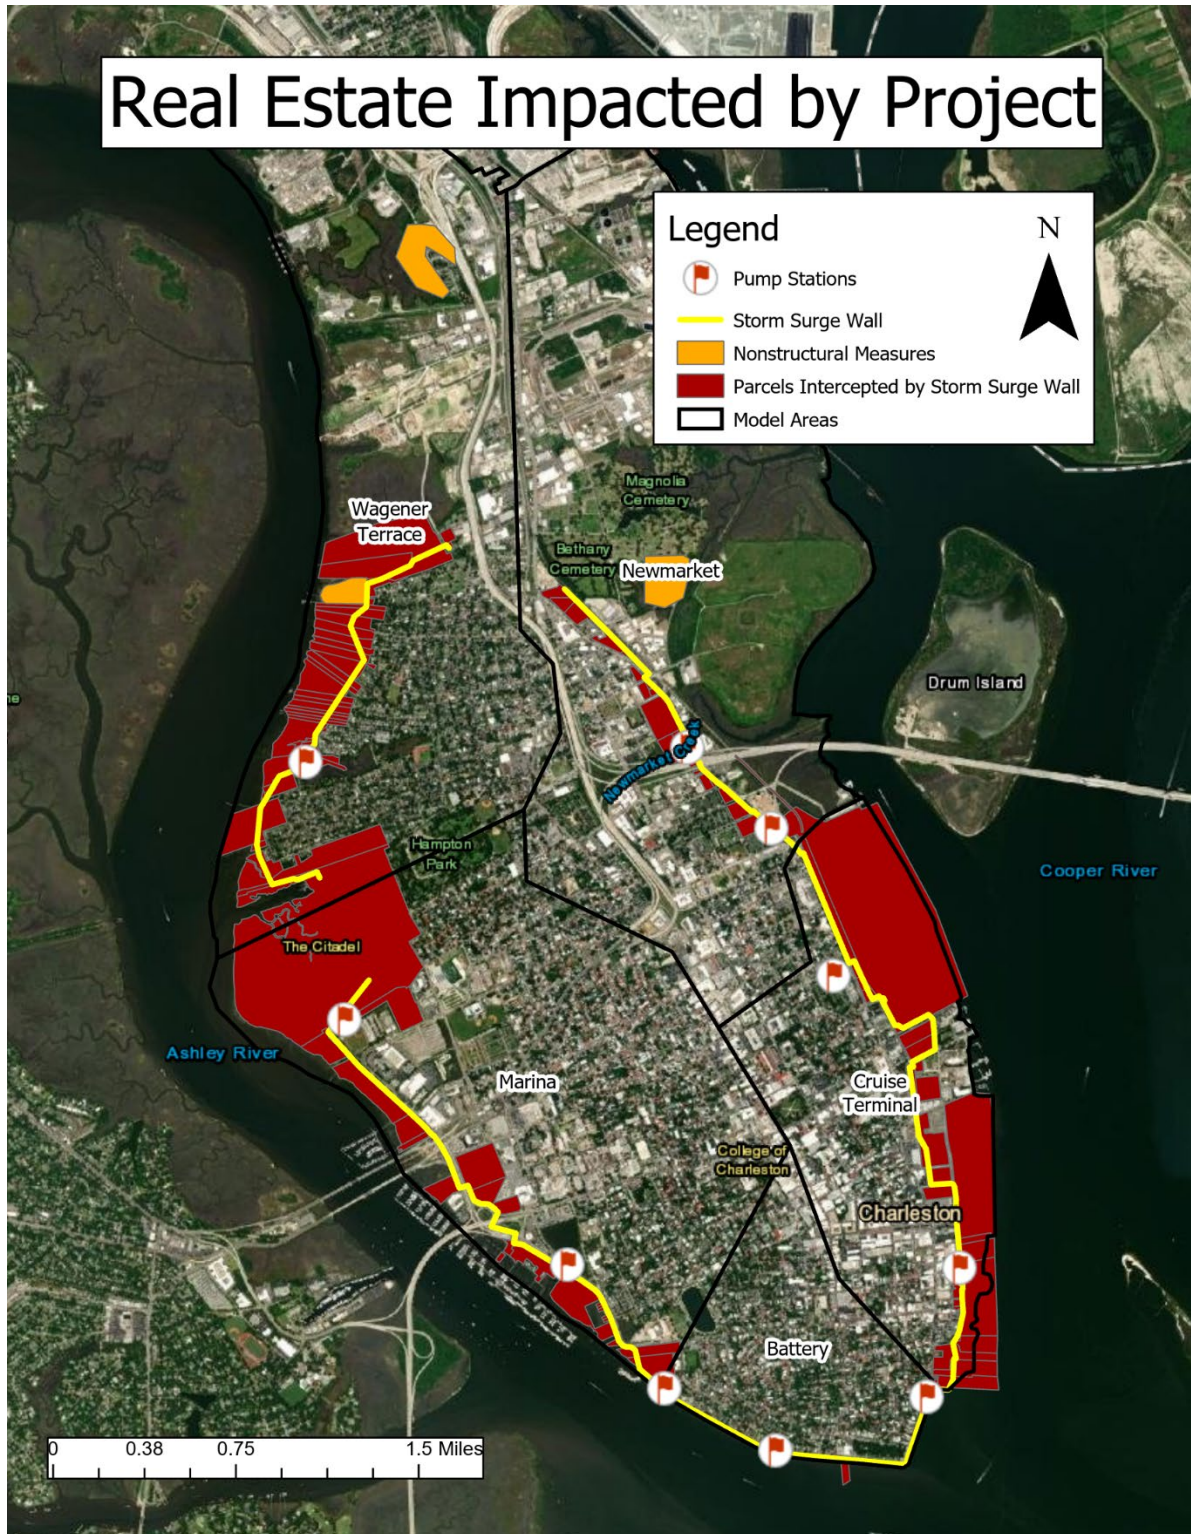 Real Estate Impacted by Project
Legend
N
Pump Stations
Storm Surge Wall
Nonstructural Measures
Parcels Intercepted by Storm Surge Wall
Model Areas
Magnolia
Cemetery
Wagener
Terrace
Bethany
Cemetery
Newmarket
Drum Island
ne
Newmarket Creek
Hampton
Park
Cooper River
The Citadel
Ashley River
Marina
Cruise
Terminal
College of
Charleston
Charleston
Battery
0 0.38 0.75 1.5 Miles